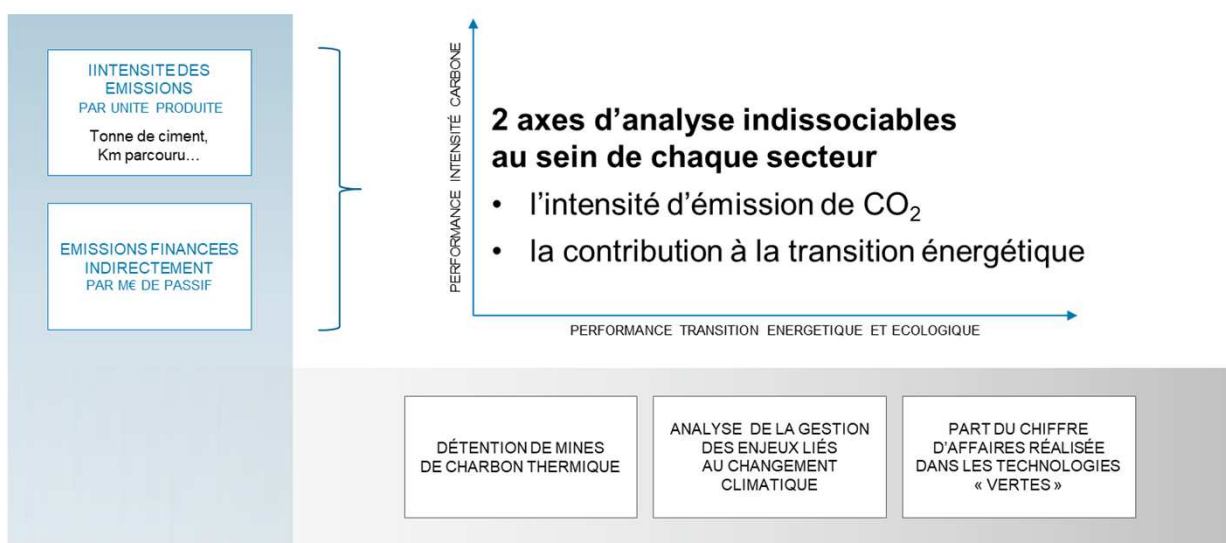 IINTENSITE DES
EMISSIONS
PAR UNITE PRODUITE
Tonne de ciment,
Km parcouru…
EMISSIONS FINANCEES
INDIRECTEMENT
PAR M€ DE PASSIF
PERFORMANCE INTENSITÉ CARBONE
2 axes d’analyse indissociables
au sein de chaque secteur
• l’intensité d’émission de CO₂
• la contribution à la transition énergétique
PERFORMANCE TRANSITION ENERGETIQUE ET ECOLOGIQUE
DÉTENTION DE MINES
DE CHARBON THERMIQUE
ANALYSE DE LA GESTION
DES ENJEUX LIÉS
AU CHANGEMENT
CLIMATIQUE
PART DU CHIFFRE
D’AFFAIRES RÉALISÉE
DANS LES TECHNOLOGIES
« VERTES »